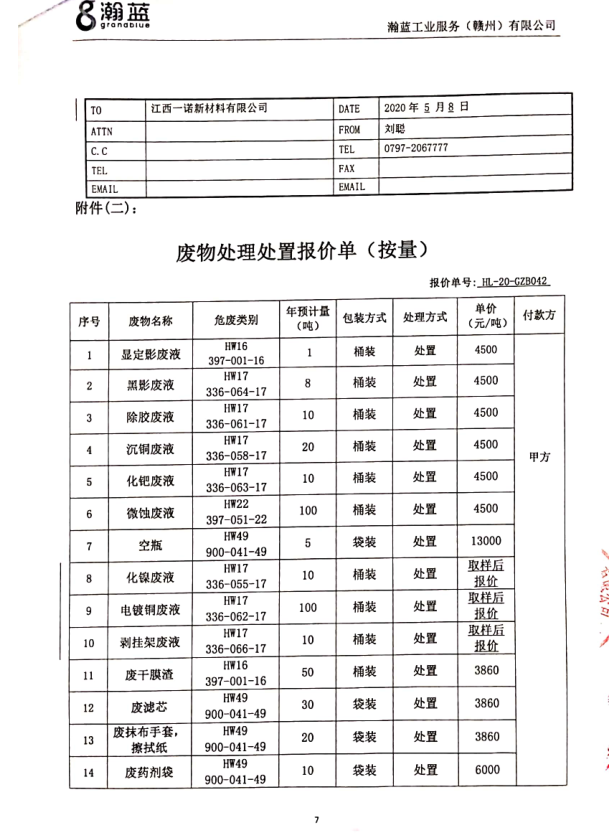 瀚蓝
grandblue
瀚蓝工业服务（赣州）有限公司
TO 江西一诺新材料有限公司 DATE 2020 年 5 月 8 日
ATTN FROM 刘聪
C.C TEL 0797-2067777
TEL FAX
EMAIL EMAIL
附件(二)：
废物处理处置报价单（按量）
报价单号: HL-20-GZB042
序号 废物名称 危废类别 年预计量（吨） 包装方式 处理方式 单价（元/吨） 付款方
1 显定影废液 HW16 397-001-16 1 桶装 处置 4500
2 黑影废液 HW17 336-064-17 8 桶装 处置 4500
3 除胶废液 HW17 336-061-17 10 桶装 处置 4500
4 沉铜废液 HW17 336-058-17 20 桶装 处置 4500
甲方
5 化钯废液 HW17 336-063-17 10 桶装 处置 4500
6 微蚀废液 HW22 397-051-22 100 桶装 处置 4500
7 空瓶 HW49 900-041-49 5 袋装 处置 13000
8 化镍废液 HW17 336-055-17 10 桶装 处置 取样后报价
9 电镀铜废液 HW17 336-062-17 100 桶装 处置 取样后报价
10 剥挂架废液 HW17 336-066-17 10 桶装 处置 取样后报价
11 废干膜渣 HW16 397-001-16 50 桶装 处置 3860
12 废滤芯 HW49 900-041-49 30 袋装 处置 3860
13 废抹布手套，擦拭纸 HW49 900-041-49 20 袋装 处置 3860
14 废药剂袋 HW49 900-041-49 10 袋装 处置 6000
7